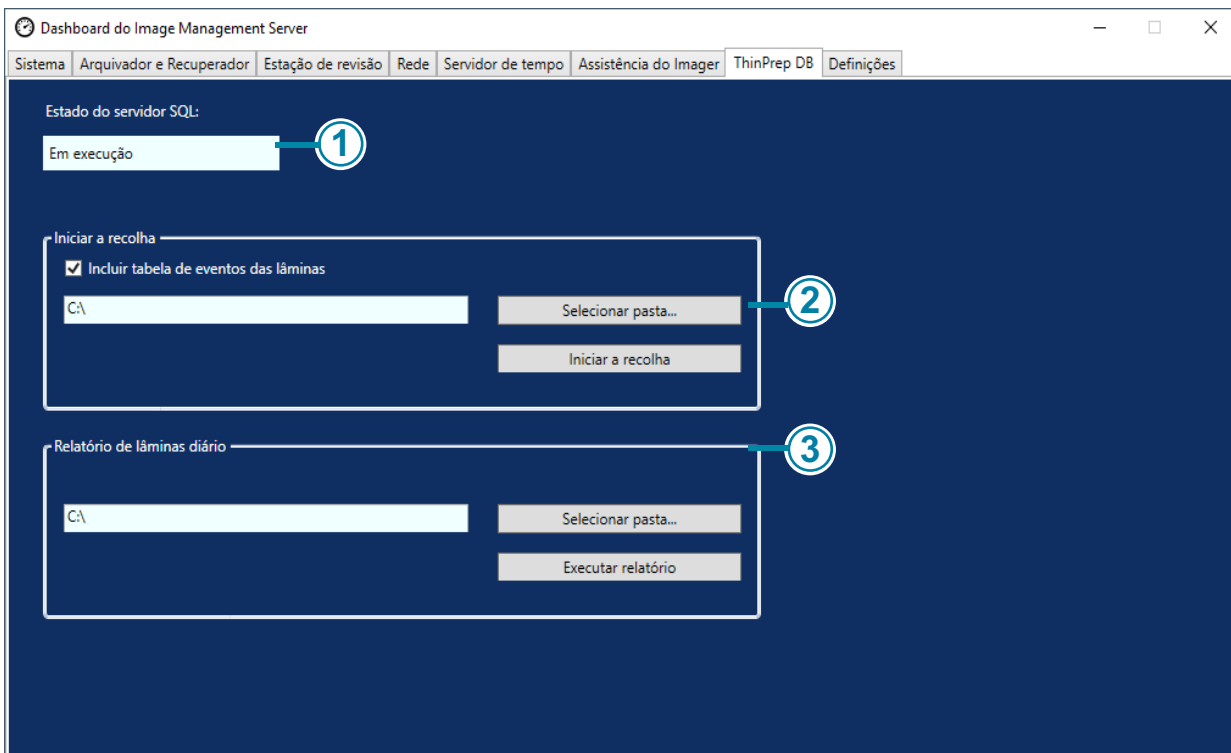 Dashboard do Image Management Server
Sistema Arquivador e Recuperador Estação de revisão Rede Servidor de tempo Assistência do Imager ThinPrep DB Definições
Estado do servidor SQL:
Em execução
1
Iniciar a recolha
Incluir tabela de eventos das lâminas
C:\ Selecionar pasta...
2
Iniciar a recolha
Relatório de lâminas diário
3
C:\ Selecionar pasta...
Executar relatório